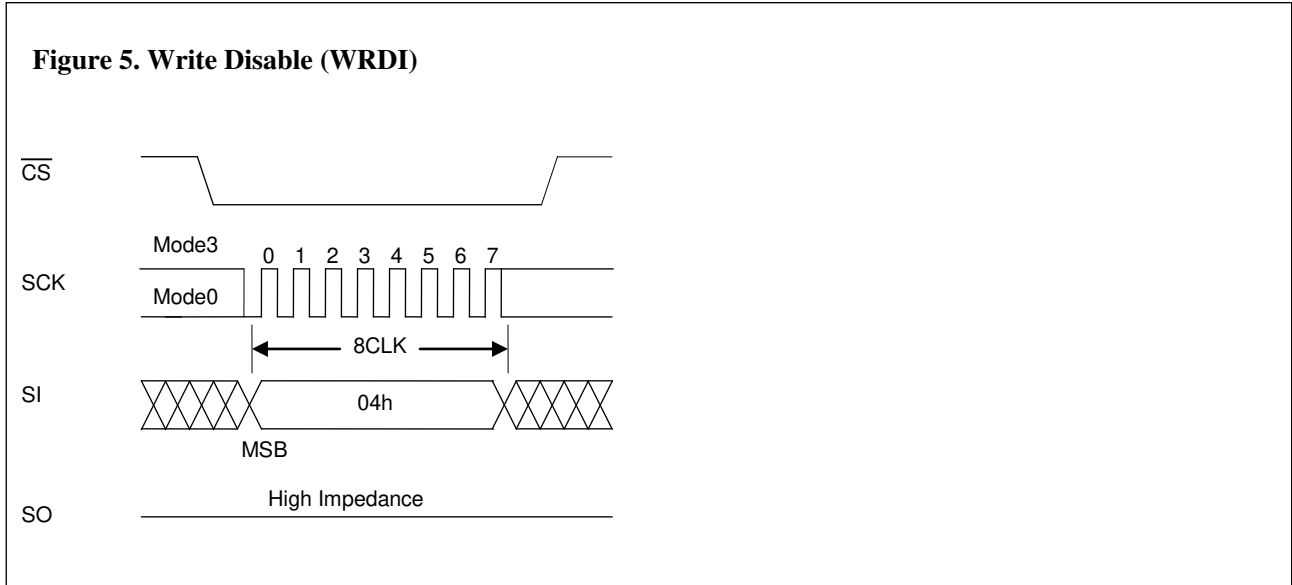 Figure 5. Write Disable (WRDI)
CS
Mode3
0 1 2 3 4 5 6 7
SCK
Mode0
8CLK
SI
04h
MSB
High Impedance
SO